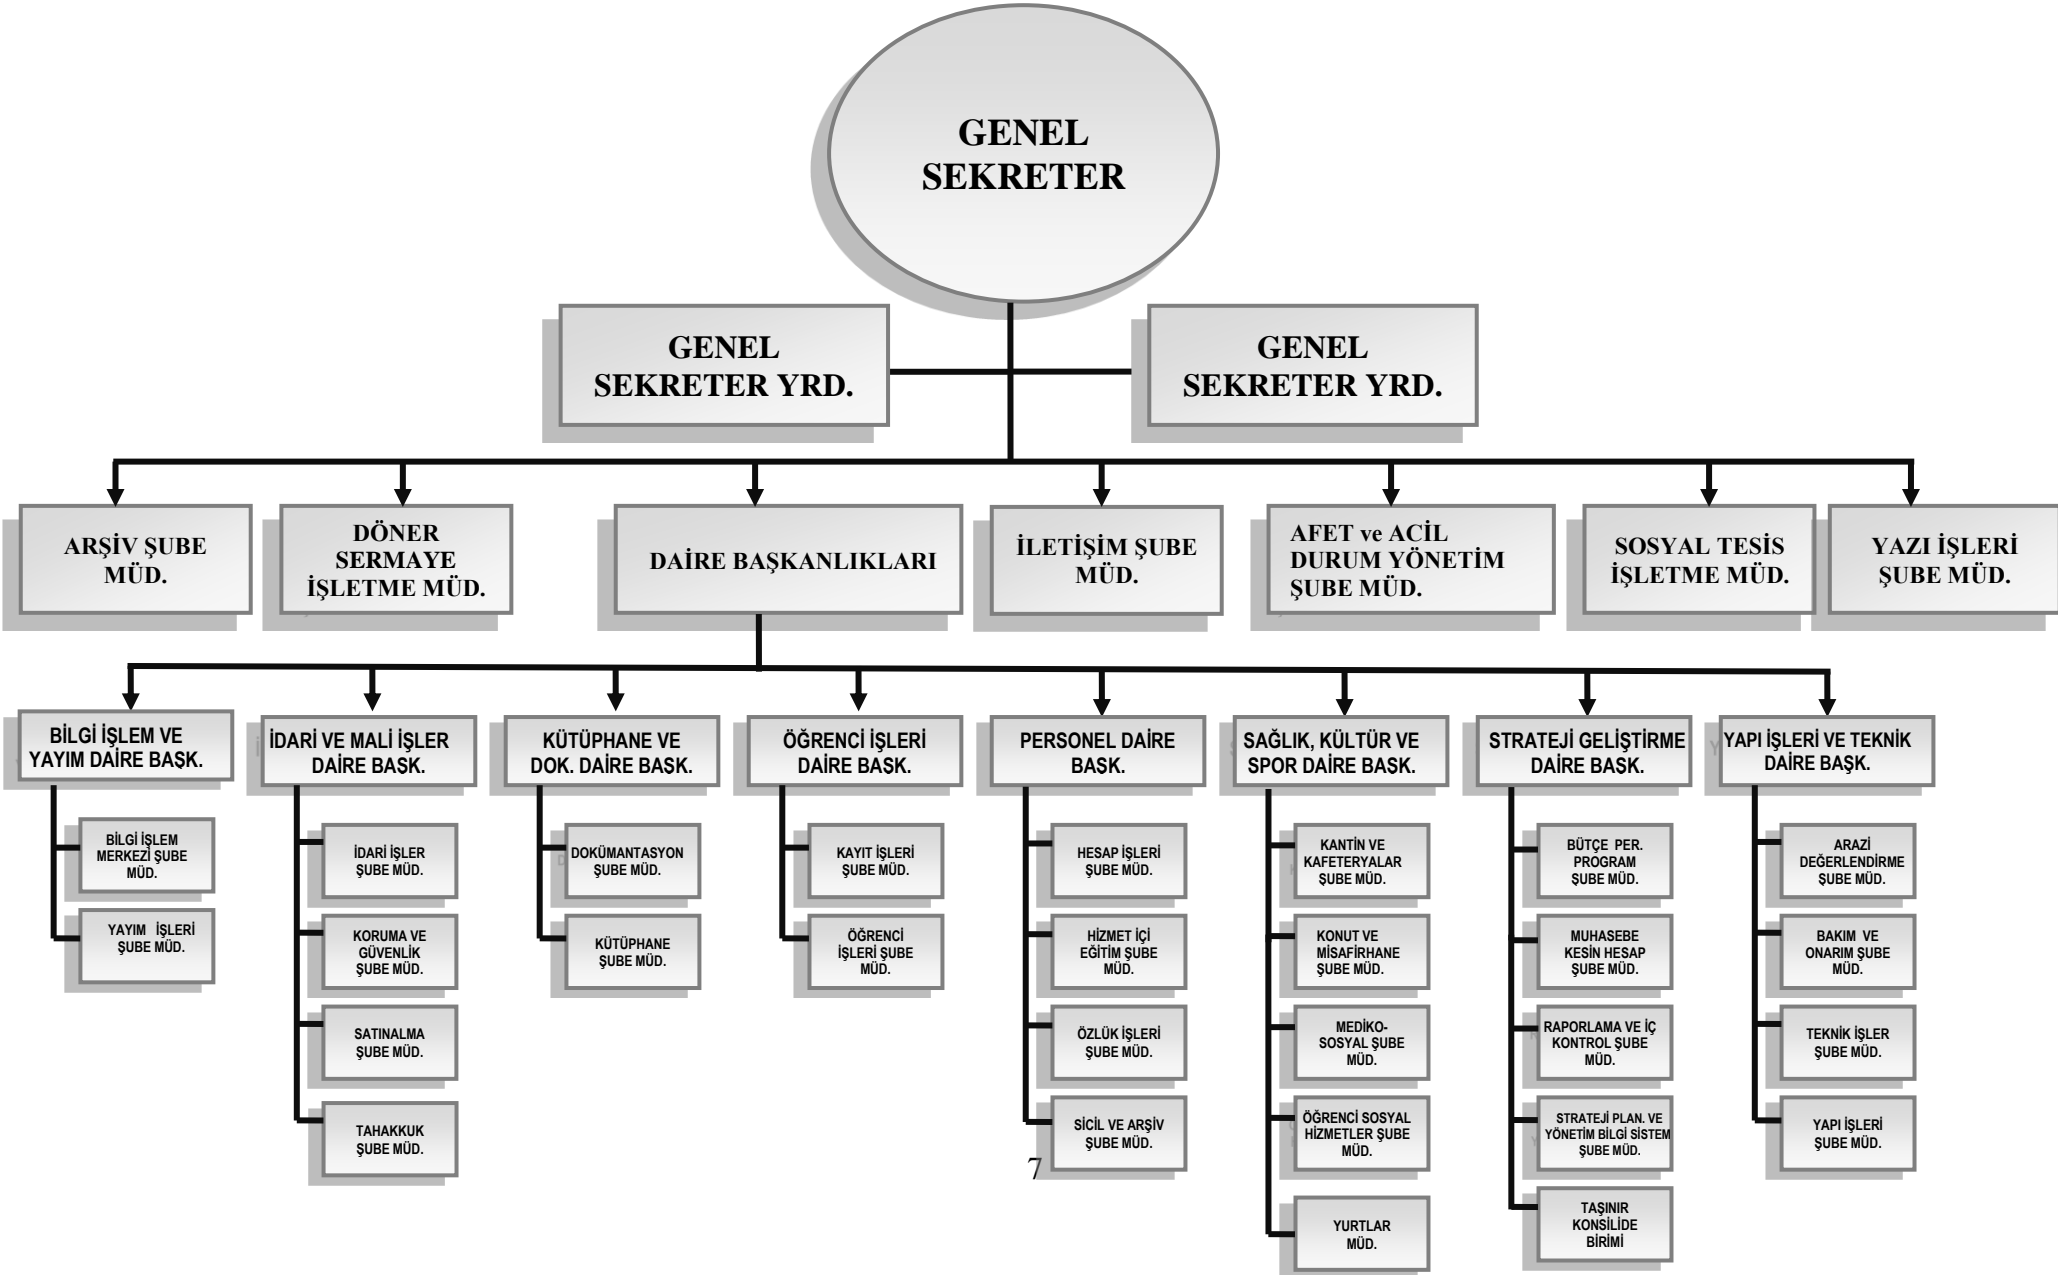 GENEL
SEKRETER
GENEL
SEKRETER YRD.
GENEL
SEKRETER YRD.
ARŞİV ŞUBE
MÜD.
DÖNER
SERMAYE
İŞLETME MÜD.
DAİRE BAŞKANLIKLARI
İLETİŞİM ŞUBE
MÜD.
AFET ve ACİL
DURUM YÖNETİM
ŞUBE MÜD.
SOSYAL TESİS
İŞLETME MÜD.
YAZI İŞLERİ
ŞUBE MÜD.
BİLGİ İŞLEM VE
YAYIM DAİRE BAŞK.
İDARİ VE MALİ İŞLER
DAİRE BAŞK.
KÜTÜPHANE VE
DOK. DAİRE BAŞK.
ÖĞRENCİ İŞLERİ
DAİRE BAŞK.
PERSONEL DAİRE
BAŞK.
SAĞLIK, KÜLTÜR VE
SPOR DAİRE BAŞK.
STRATEJİ GELİŞTİRME
DAİRE BAŞK.
YAPI İŞLERİ VE TEKNİK
DAİRE BAŞK.
BİLGİ İŞLEM
MERKEZİ ŞUBE
MÜD.
YAYIM İŞLERİ
ŞUBE MÜD.
İDARİ İŞLER
ŞUBE MÜD.
KORUMA VE
GÜVENLİK
ŞUBE MÜD.
SATINALMA
ŞUBE MÜD.
TAHAKKUK
ŞUBE MÜD.
DOKÜMANTASYON
ŞUBE MÜD.
KÜTÜPHANE
ŞUBE MÜD.
KAYIT İŞLERİ
ŞUBE MÜD.
ÖĞRENCİ
İŞLERİ ŞUBE
MÜD.
HESAP İŞLERİ
ŞUBE MÜD.
HİZMET İÇİ
EĞİTİM ŞUBE
MÜD.
ÖZLÜK İŞLERİ
ŞUBE MÜD.
SİCİL VE ARŞİV
ŞUBE MÜD.
KANTİN VE
KAFETERYALAR
ŞUBE MÜD.
KONUT VE
MİSAFİRHANE
ŞUBE MÜD.
MEDİKO-
SOSYAL ŞUBE
MÜD.
ÖĞRENCİ SOSYAL
HİZMETLER ŞUBE
MÜD.
YURTLAR
MÜD.
BÜTÇE PER.
PROGRAM
ŞUBE MÜD.
MUHASEBE
KESİN HESAP
ŞUBE MÜD.
RAPORLAMA VE İÇ
KONTROL ŞUBE
MÜD.
STRATEJİ PLAN. VE
YÖNETİM BİLGİ SİSTEM
ŞUBE MÜD.
TAŞINIR
KONSİLİDE
BİRİMİ
ARAZİ
DEĞERLENDİRME
ŞUBE MÜD.
BAKIM VE
ONARIM ŞUBE
MÜD.
TEKNİK İŞLER
ŞUBE MÜD.
YAPI İŞLERİ
ŞUBE MÜD.
7